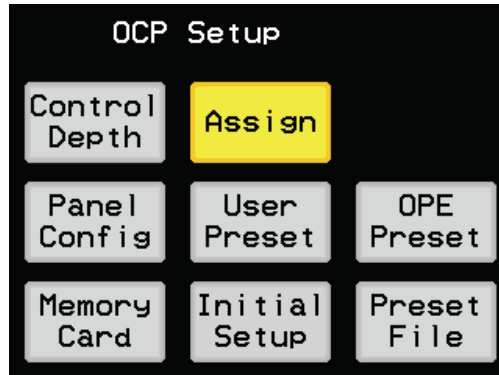 OCP Setup
Control
Depth
Assign
Panel
Config
User
Preset
OPE
Preset
Memory
Card
Initial
Setup
Preset
File